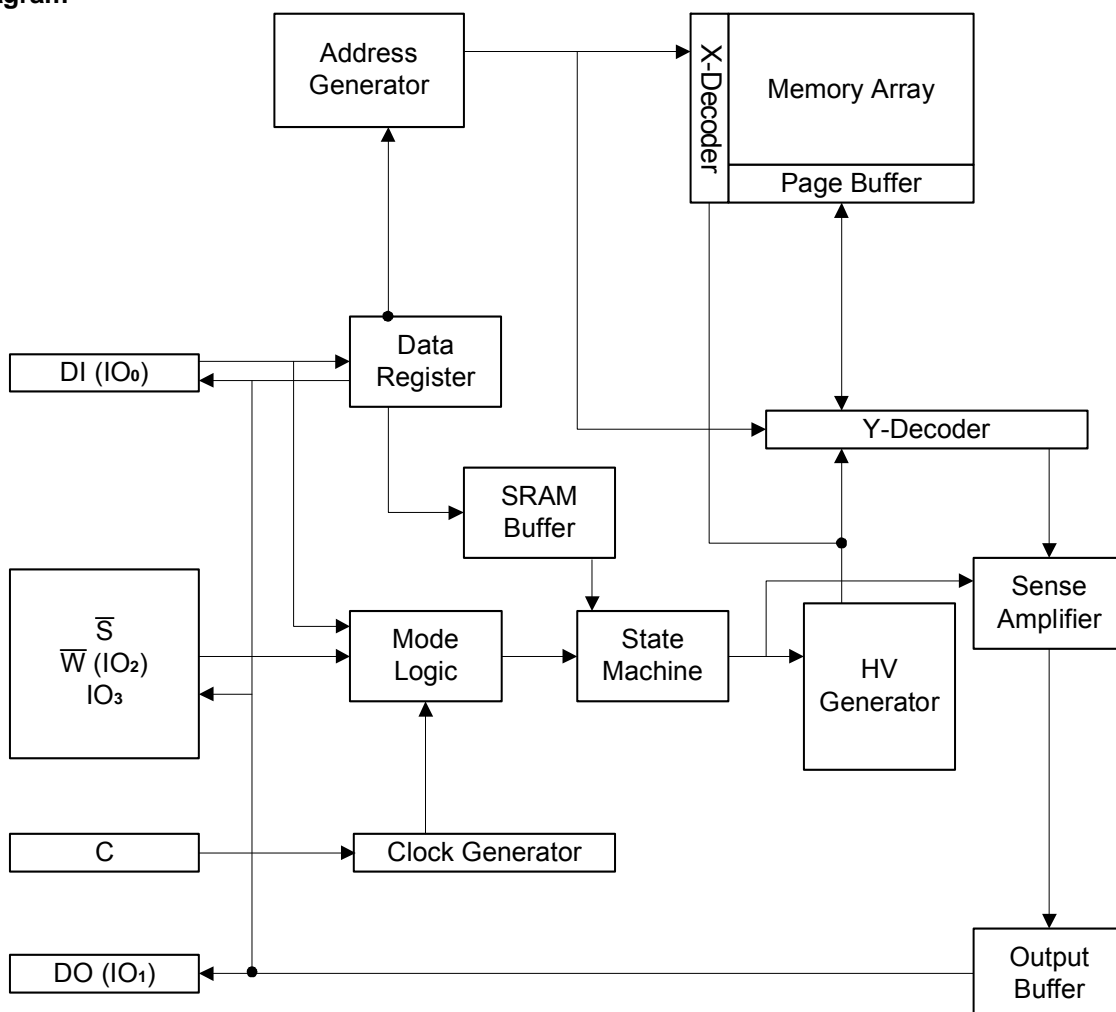 agram
Address
Generator
X-Decoder
Memory Array
Page Buffer
DI (IO₀)
Data
Register
Y-Decoder
SRAM
Buffer
S̅
W̅ (IO₂)
IO₃
Mode
Logic
State
Machine
HV
Generator
Sense
Amplifier
C
Clock Generator
DO (IO₁)
Output
Buffer